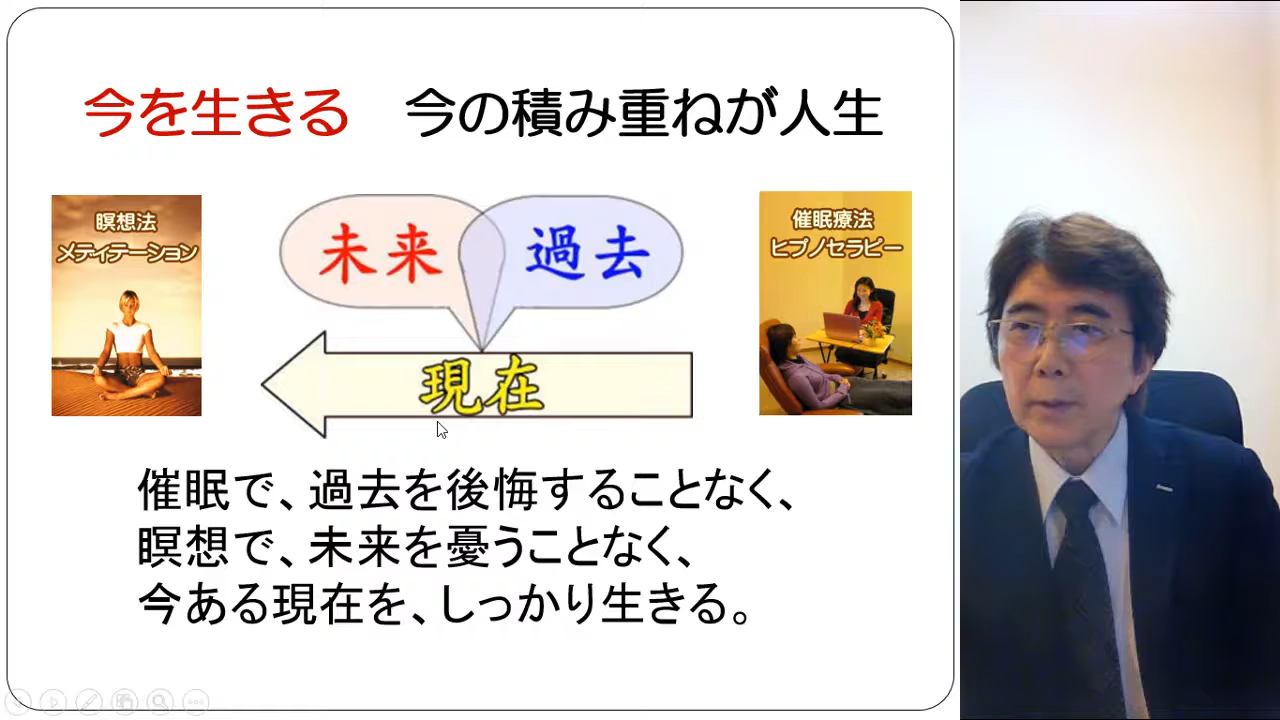 今を生きる　今の積み重ねが人生
瞑想法
メディテーション
未来
過去
現在
催眠療法
ヒプノセラピー
催眠で、過去を後悔することなく、
瞑想で、未来を憂うことなく、
今ある現在を、しっかり生きる。